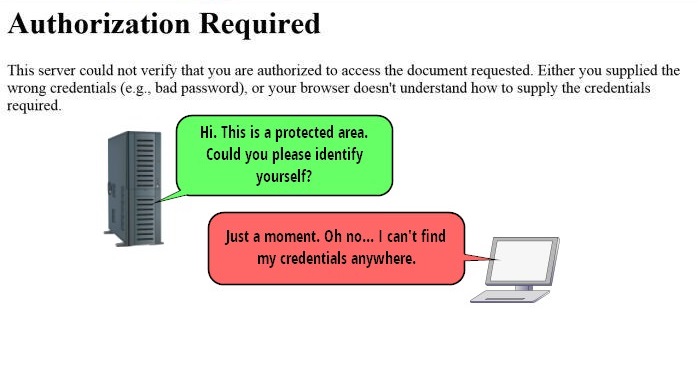 Authorization Required
This server could not verify that you are authorized to access the document requested. Either you supplied the
wrong credentials (e.g., bad password), or your browser doesn't understand how to supply the credentials
required.
Hi. This is a protected area.
Could you please identify
yourself?
Just a moment. Oh no... I can't find
my credentials anywhere.